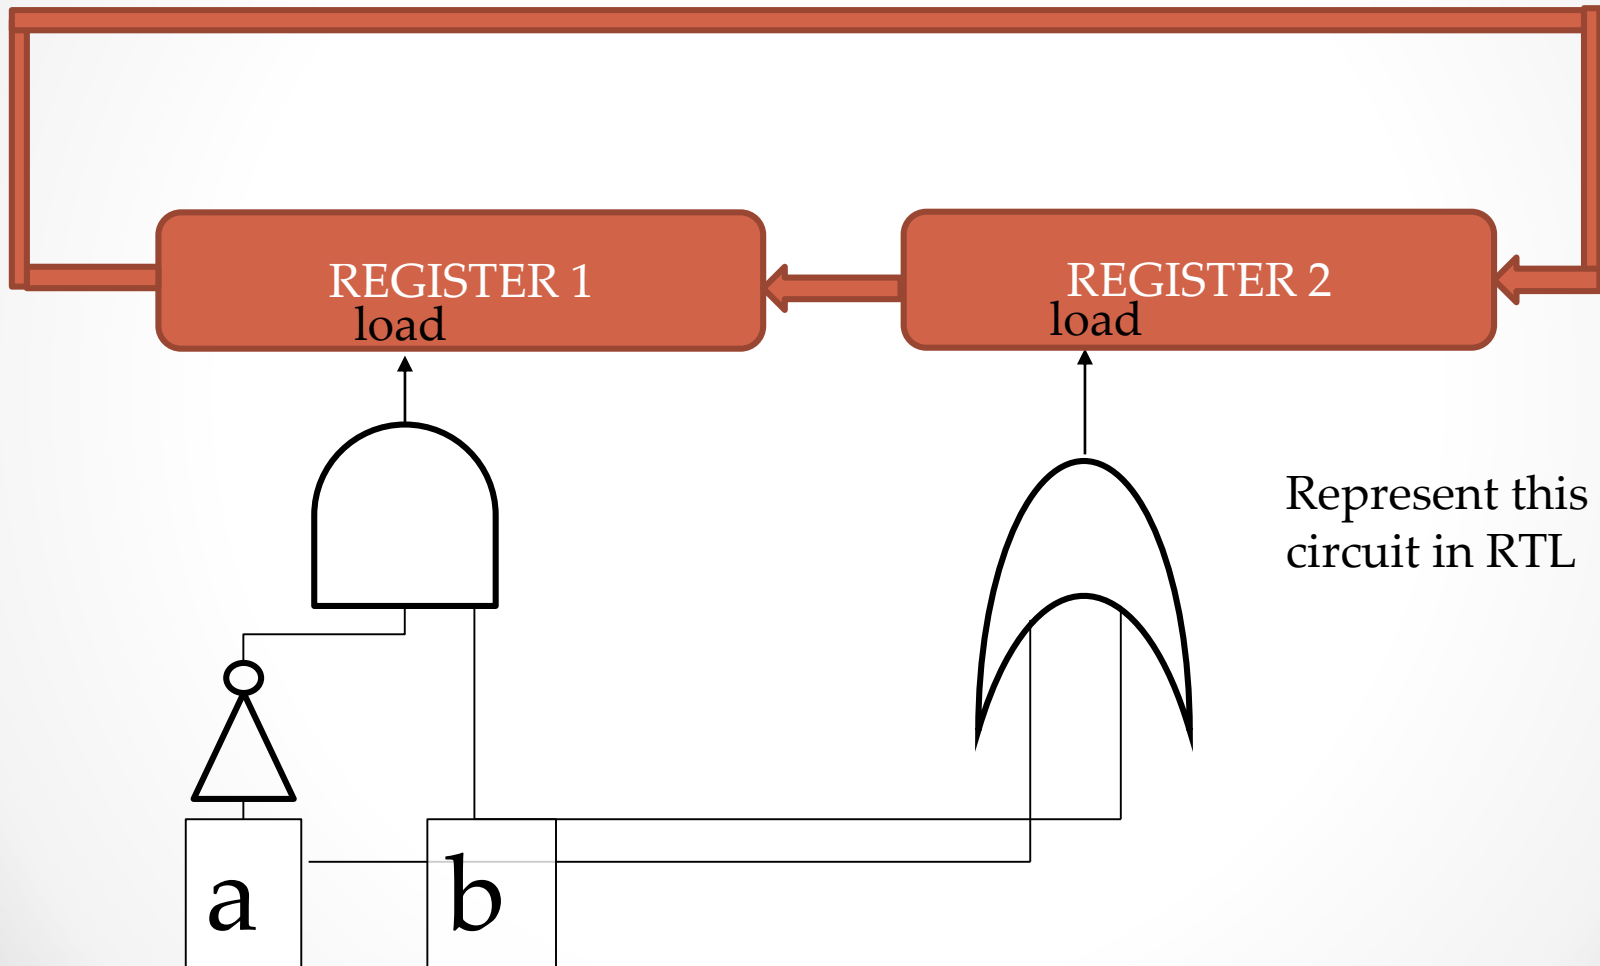 REGISTER 1
load
REGISTER 2
load
Represent this
circuit in RTL
a
b